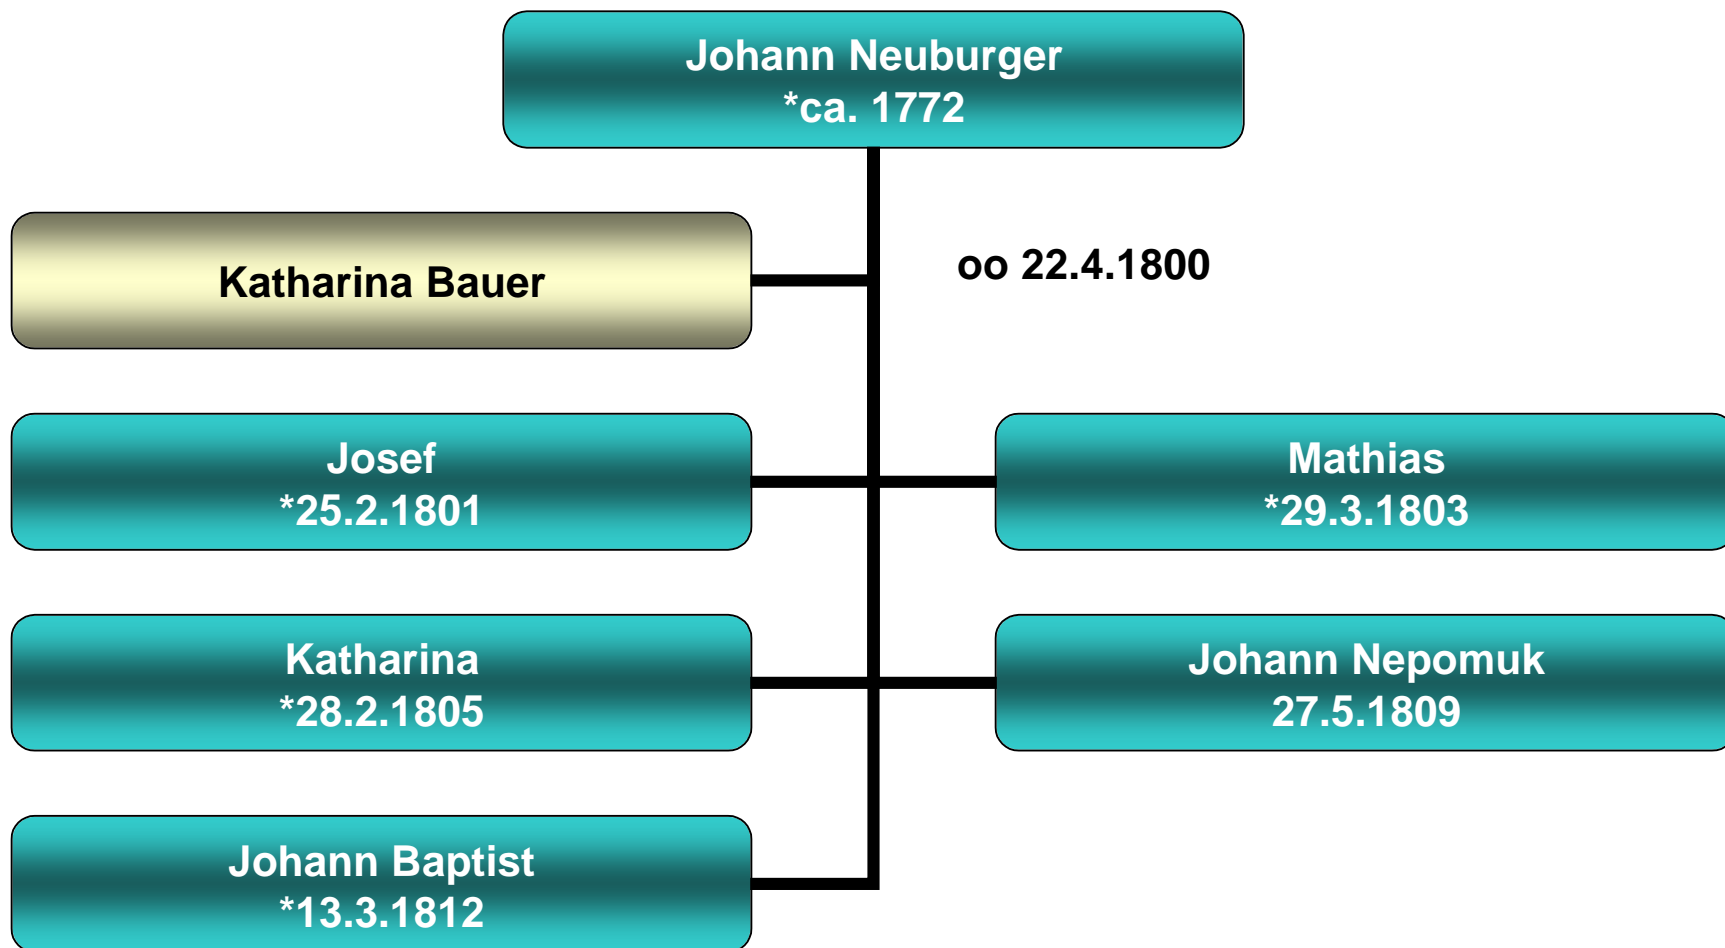 Johann Neuburger
*ca. 1772
Katharina Bauer
oo 22.4.1800
Josef
*25.2.1801
Mathias
*29.3.1803
Katharina
*28.2.1805
Johann Nepomuk
27.5.1809
Johann Baptist
*13.3.1812